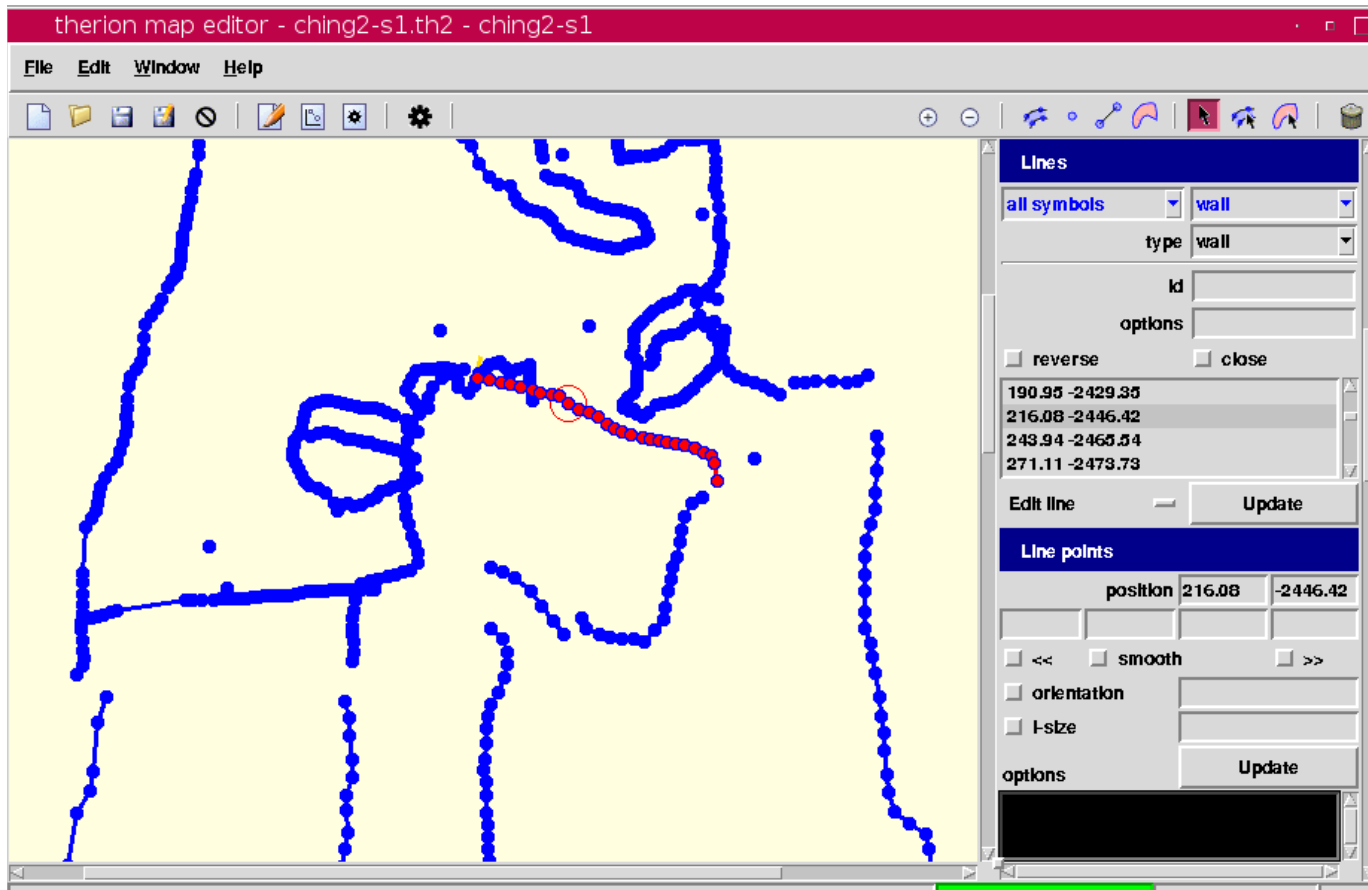 therion map editor - ching2-s1.th2 - ching2-s1
File Edit Window Help
Lines
all symbols wall
type wall
id
options
reverse close
190.95 -2429.35
216.08 -2446.42
243.94 -2465.54
271.11 -2473.73
Edit line Update
Line points
position 216.08 -2446.42
<< smooth >>
orientation
l-size
options Update